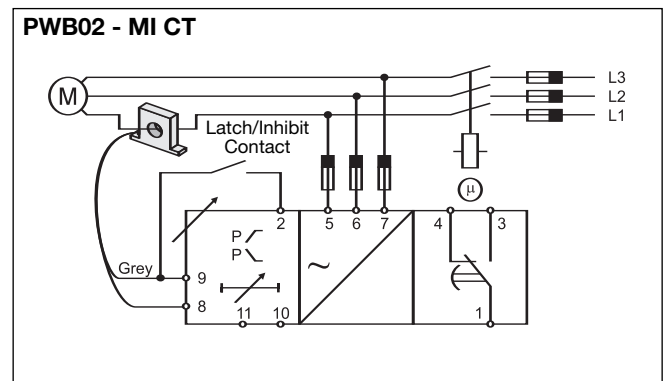 PWB02 - MI CT
L3
M
L2
L1
Latch/Inhibit
Contact
µ
2
5
6
7
4
3
P
P
~
Grey
9
8
11
10
1